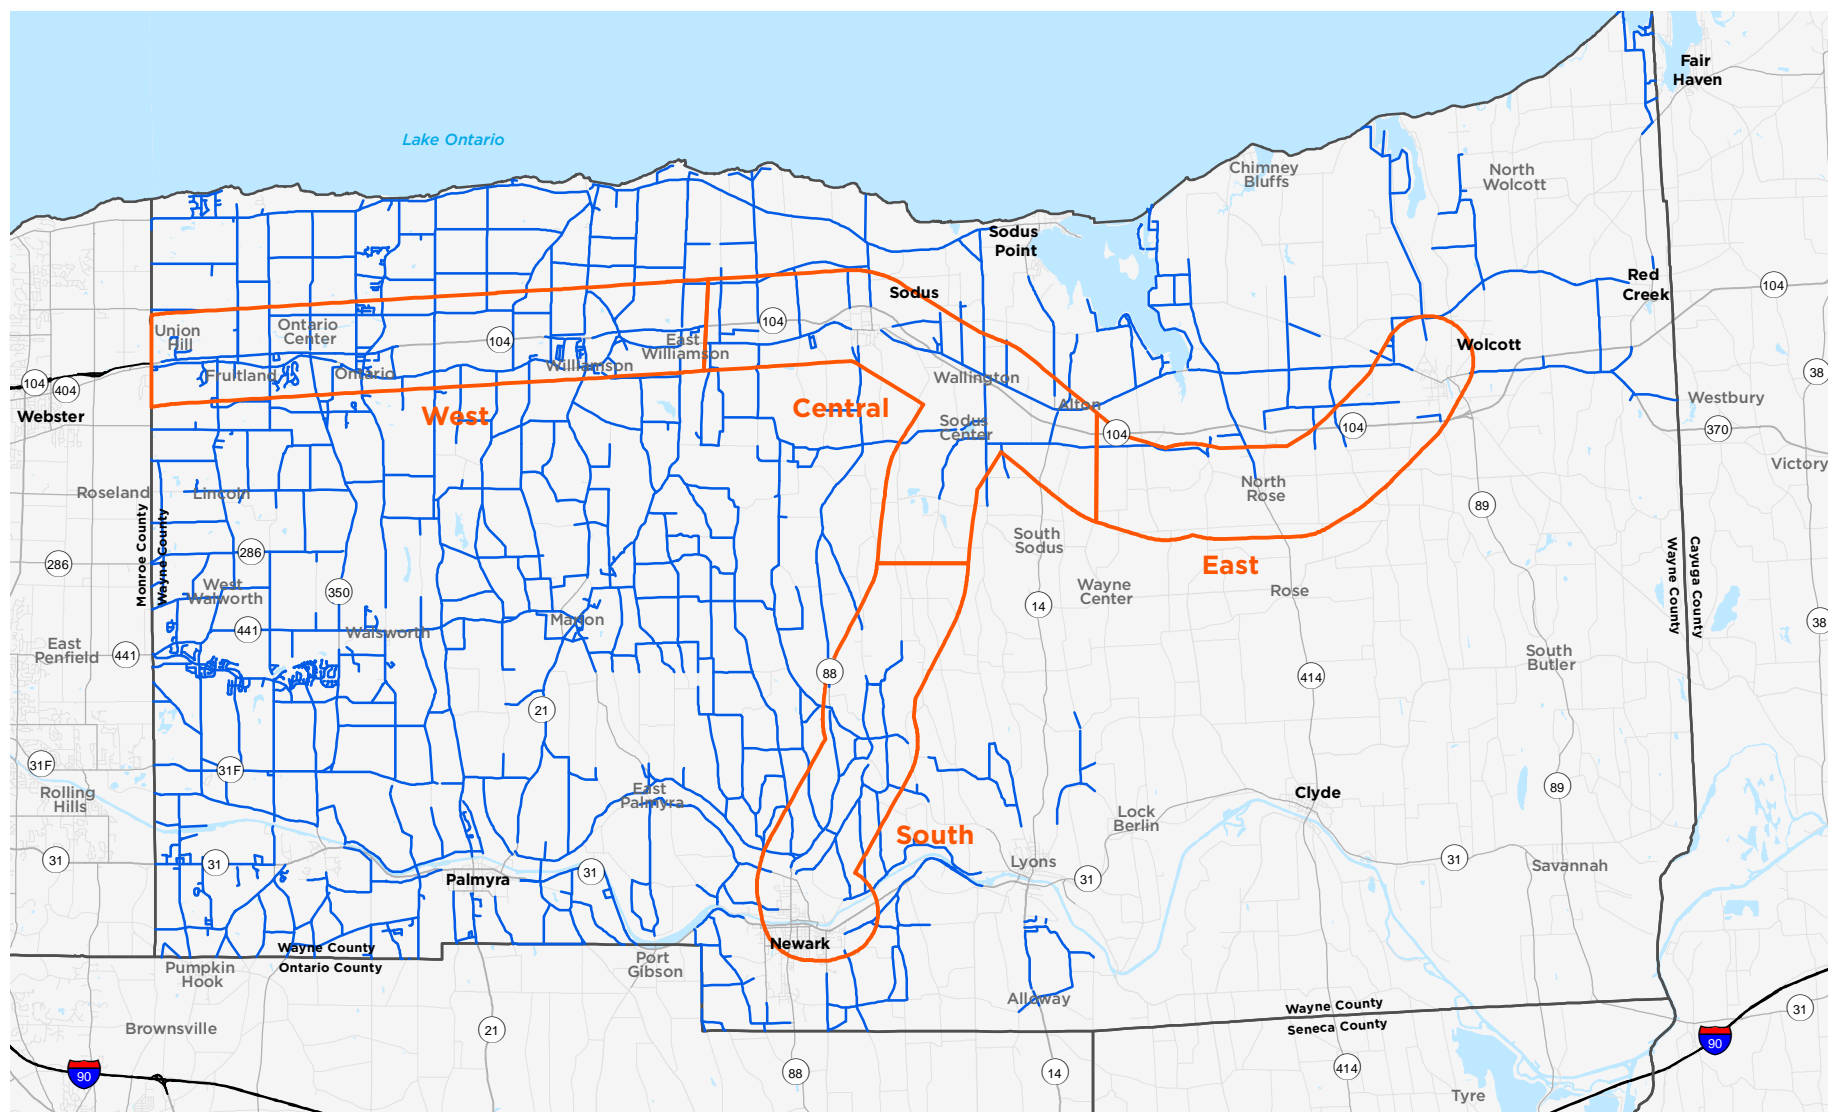 Fair
Haven
Lake Ontario
Chimney
Bluffs
North
Wolcott
Sodus
Point
Red
Creek
104
Sodus
104
Union
Hill
Ontario
Center
104
East
Williamson
Wolcott
104
404
Fruitland
Ontario
Williamson
Wallington
38
Webster
West
Central
Alton
Westbury
Sodus
Center
104
104
370
Roseland
Lincoln
North
Rose
Victory
89
Monroe County
Wayne County
286
286
South
Sodus
East
Wayne County
Cayuga County
West
Walworth
350
Wayne
Center
Rose
14
Marion
441
Walsworth
38
East
Penfield
441
88
South
Butler
414
21
31F
31F
Rolling
Hills
East
Palmyra
Clyde
89
Lock
Berlin
South
31
31
Palmyra
31
Lyons
31
31
Savannah
Newark
Wayne County
Ontario County
Pumpkin
Hook
Port
Gibson
Alloway
Wayne County
Seneca County
31
Brownsville
21
90
88
14
414
90
Tyre